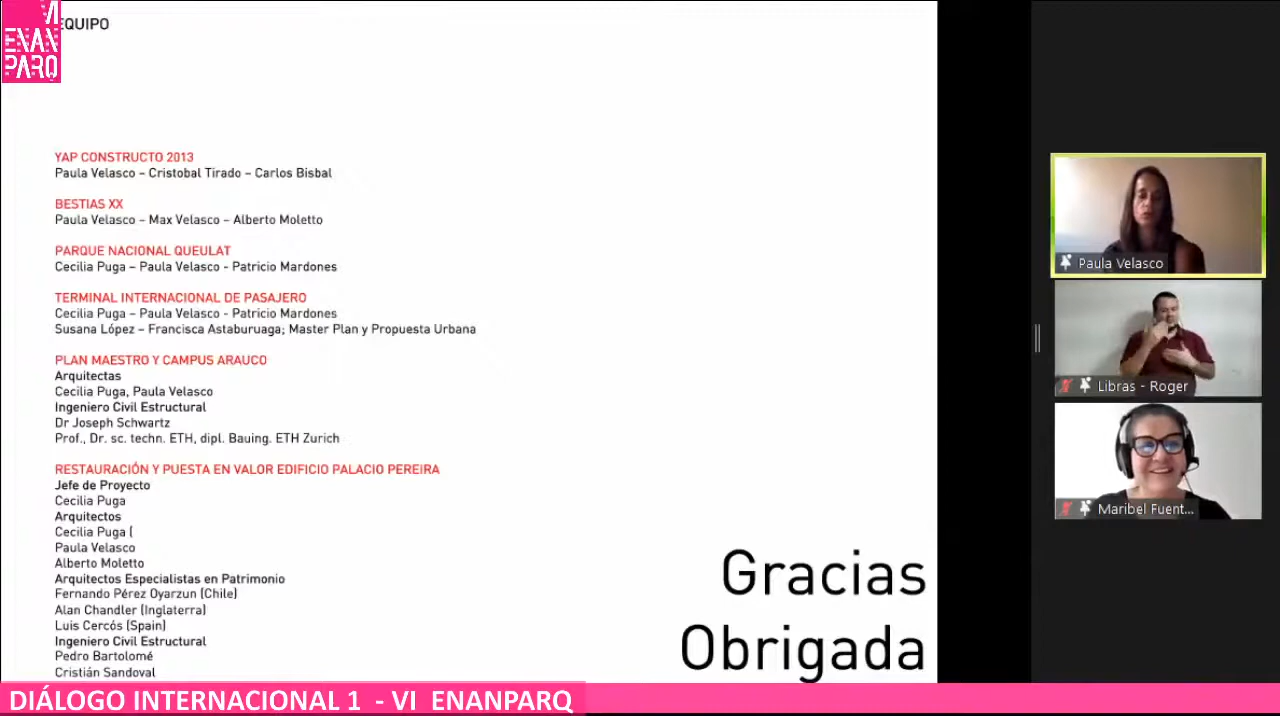 VI
ENAN
PARQ
EQUIPO
YAP CONSTRUCTO 2013
Paula Velasco – Cristobal Tirado – Carlos Bisbal
BESTIAS XX
Paula Velasco – Max Velasco – Alberto Moletto
PARQUE NACIONAL QUEULAT
Cecilia Puga – Paula Velasco - Patricio Mardones
TERMINAL INTERNACIONAL DE PASAJERO
Cecilia Puga – Paula Velasco - Patricio Mardones
Susana López – Francisca Astaburuaga; Master Plan y Propuesta Urbana
PLAN MAESTRO Y CAMPUS ARAUCO
Arquitectas
Cecilia Puga, Paula Velasco
Ingeniero Civil Estructural
Dr Joseph Schwartz
Prof., Dr. sc. techn. ETH, dipl. Bauing. ETH Zurich
RESTAURACIÓN Y PUESTA EN VALOR EDIFICIO PALACIO PEREIRA
Jefe de Proyecto
Cecilia Puga
Arquitectos
Cecilia Puga (
Paula Velasco
Alberto Moletto
Arquitectos Especialistas en Patrimonio
Fernando Pérez Oyarzun (Chile)
Alan Chandler (Inglaterra)
Luis Cercós (Spain)
Ingeniero Civil Estructural
Pedro Bartolomé
Cristián Sandoval
Gracias
Obrigada
Paula Velasco
Libras - Roger
Maribel Fuent...
DIÁLOGO INTERNACIONAL 1 - VI ENANPARQ